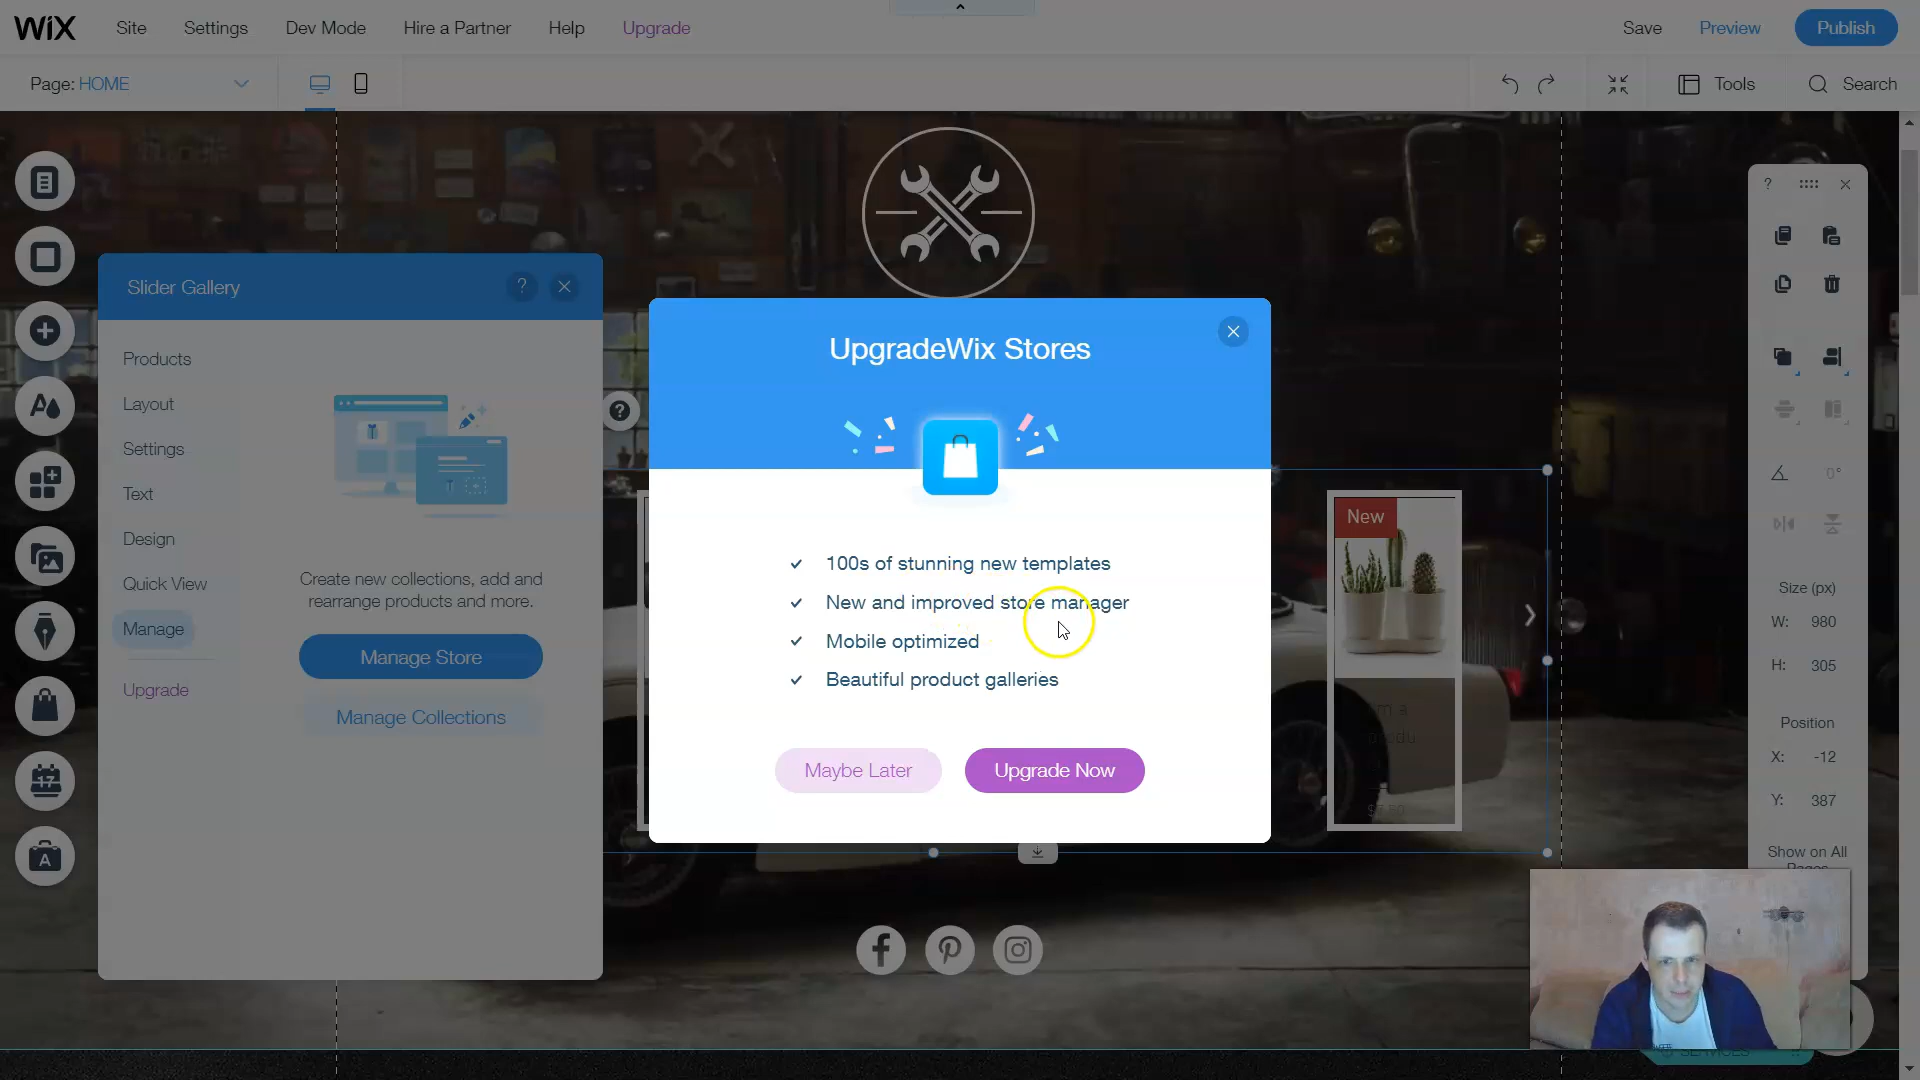 WiX
Site
Settings
Dev Mode
Hire a Partner
Help
Upgrade
Save
Preview
Publish
Page: HOME
Tools
Search
Slider Gallery
?
Products
Layout
Settings
Text
Design
Quick View
Manage
Upgrade
Create new collections, add and
rearrange products and more.
Manage Store
Manage Collections
?
UpgradeWix Stores
100s of stunning new templates
New and improved store manager
Mobile optimized
Beautiful product galleries
Maybe Later
Upgrade Now
New
?
0°
Size (px)
W: 980
H: 305
Position
X: -12
Y: 387
Show on All
Pages
17
A
SERVICES